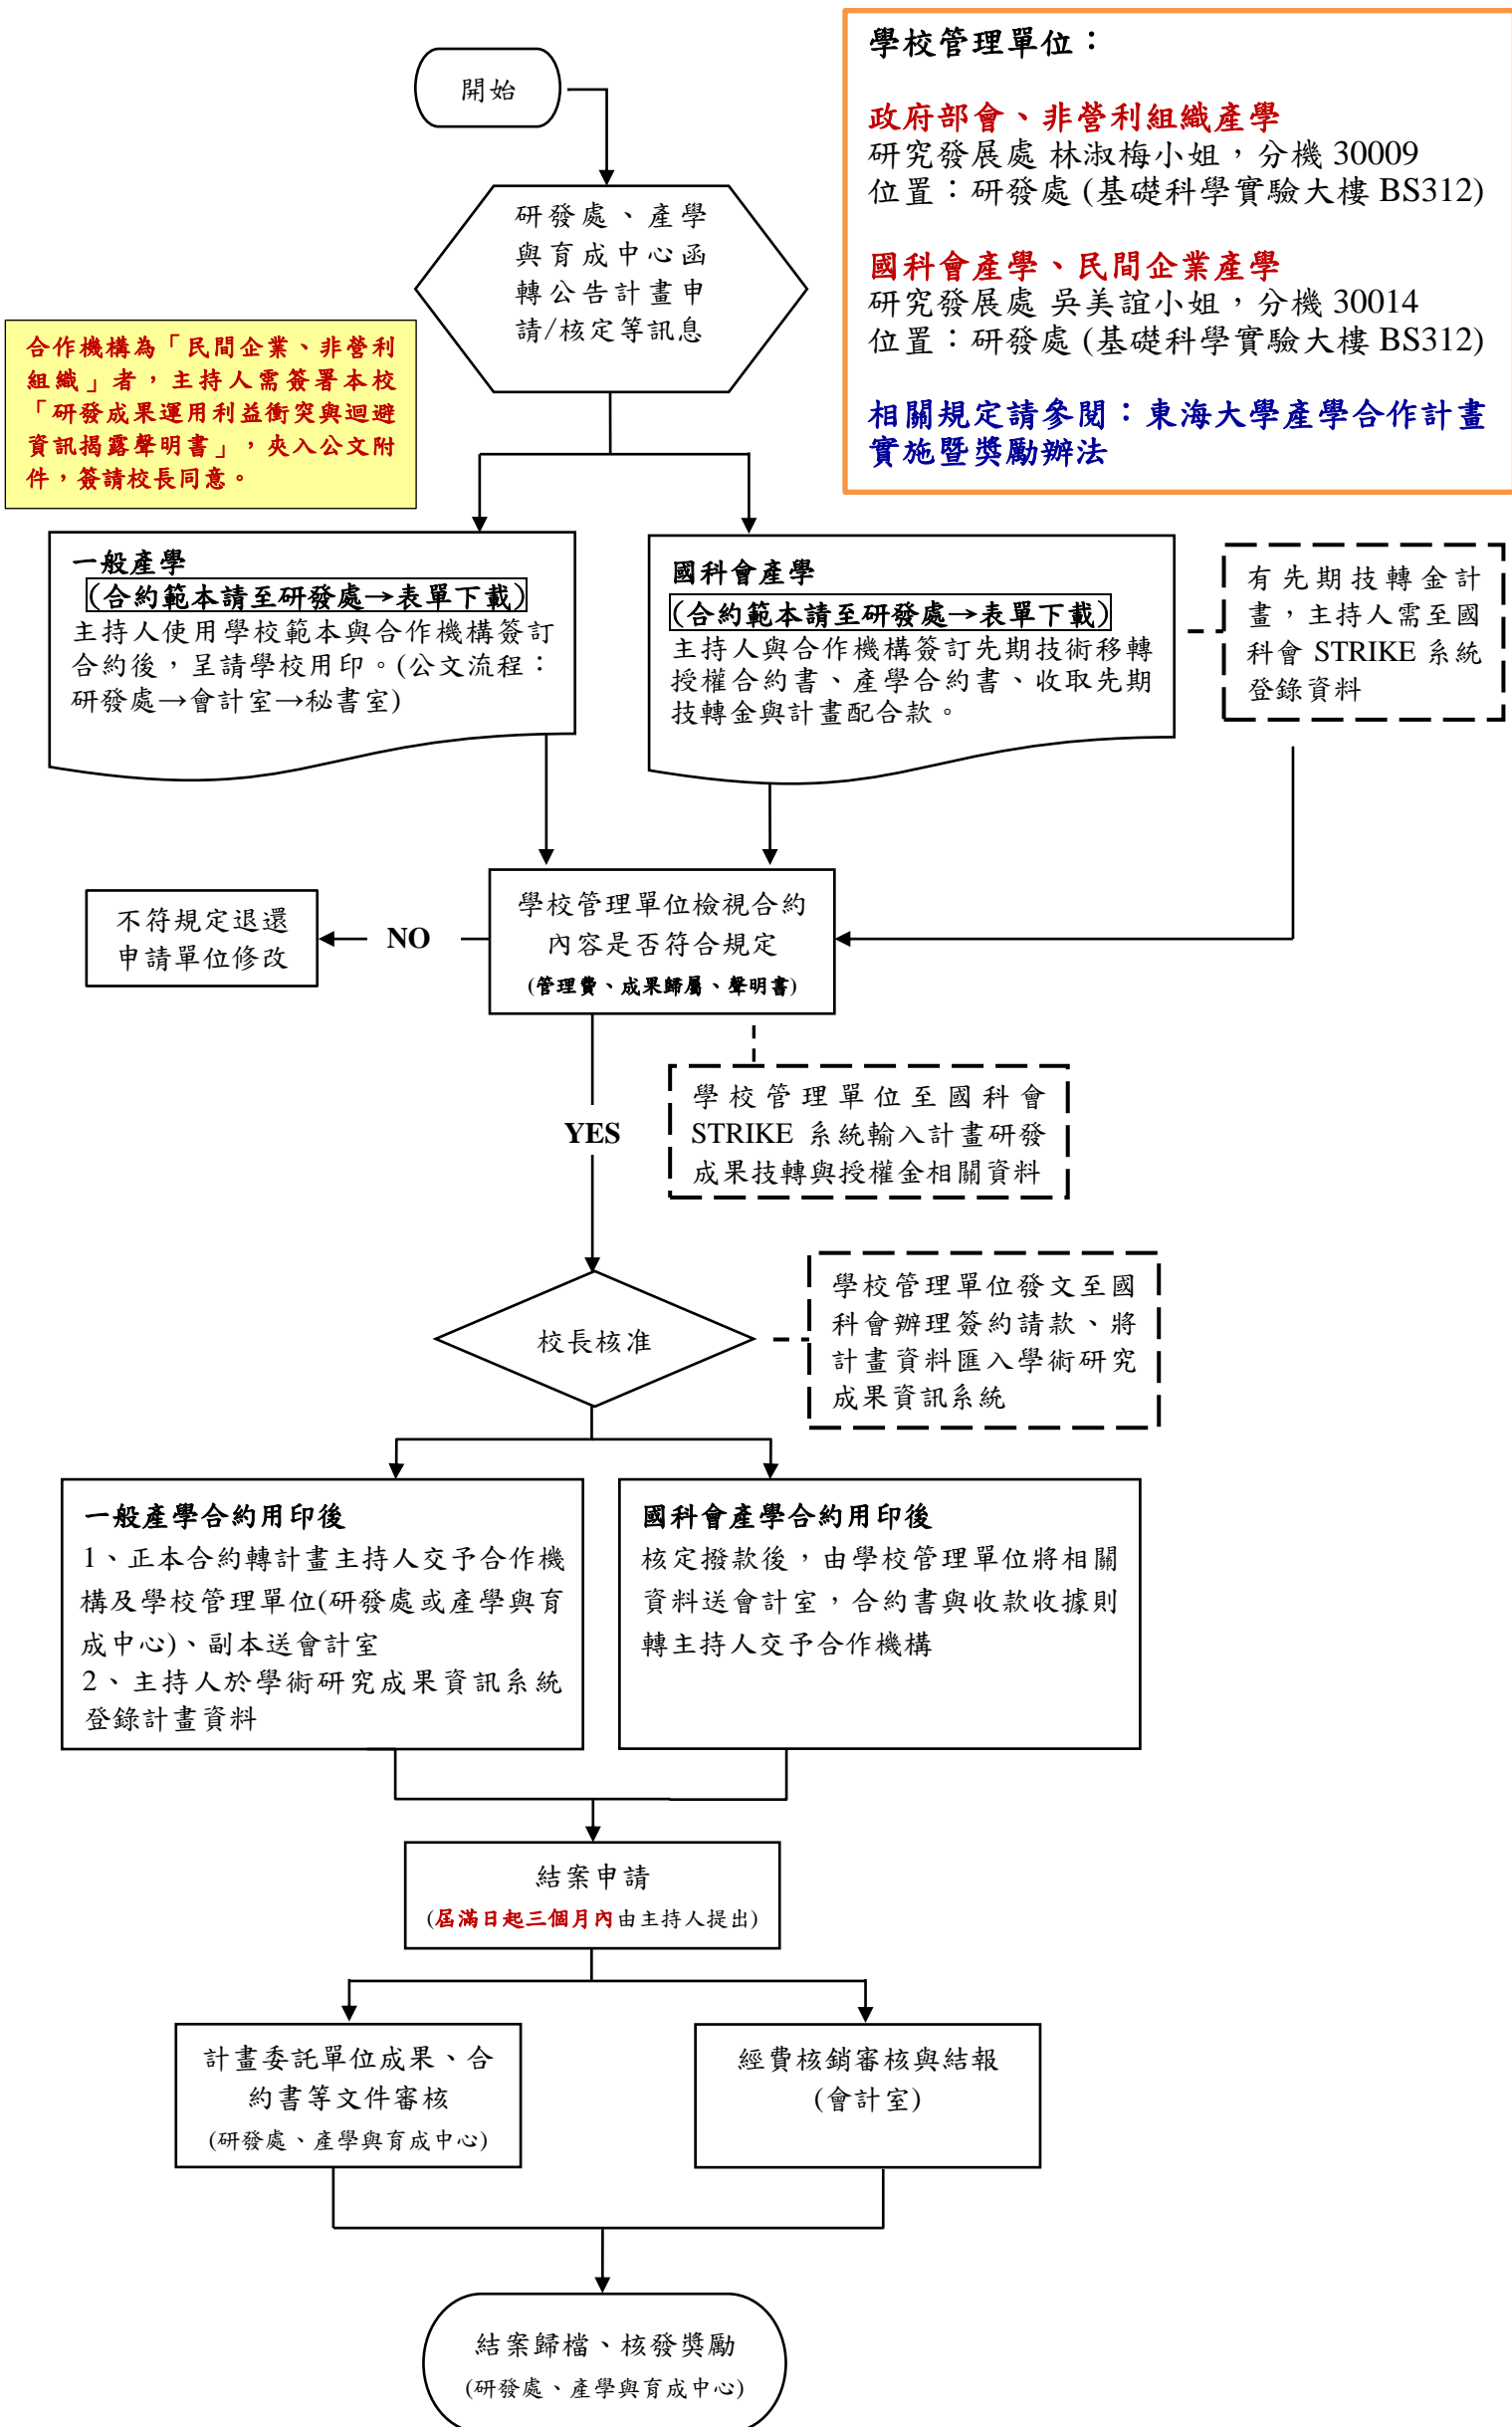 開始
學校管理單位：
政府部會、非營利組織產學
研究發展處 林淑梅小姐，分機 30009
位置：研發處 (基礎科學實驗大樓 BS312)
國科會產學、民間企業產學
研究發展處 吳美誼小姐，分機 30014
位置：研發處 (基礎科學實驗大樓 BS312)
相關規定請參閱：東海大學產學合作計畫
實施暨獎勵辦法
研發處、產學
與育成中心函
轉公告計畫申
請/核定等訊息
合作機構為「民間企業、非營利
組織」者，主持人需簽署本校
「研發成果運用利益衝突與迴避
資訊揭露聲明書」，夾入公文附
件，簽請校長同意。
一般產學
(合約範本請至研發處→表單下載)
主持人使用學校範本與合作機構簽訂
合約後，呈請學校用印。(公文流程：
研發處→會計室→秘書室)
國科會產學
(合約範本請至研發處→表單下載)
主持人與合作機構簽訂先期技術移轉
授權合約書、產學合約書、收取先期
技轉金與計畫配合款。
有先期技轉金計
畫，主持人需至國
科會 STRIKE 系統
登錄資料
不符規定退還
申請單位修改
NO
學校管理單位檢視合約
內容是否符合規定
(管理費、成果歸屬、聲明書)
YES
學校管理單位至國科會
STRIKE 系統輸入計畫研發
成果技轉與授權金相關資料
校長核准
學校管理單位發文至國
科會辦理簽約請款、將
計畫資料匯入學術研究
成果資訊系統
一般產學合約用印後
1、正本合約轉計畫主持人交予合作機
構及學校管理單位(研發處或產學與育
成中心)、副本送會計室
2、主持人於學術研究成果資訊系統
登錄計畫資料
國科會產學合約用印後
核定撥款後，由學校管理單位將相關
資料送會計室，合約書與收款收據則
轉主持人交予合作機構
結案申請
(屆滿日起三個月內由主持人提出)
計畫委託單位成果、合
約書等文件審核
(研發處、產學與育成中心)
經費核銷審核與結報
(會計室)
結案歸檔、核發獎勵
(研發處、產學與育成中心)